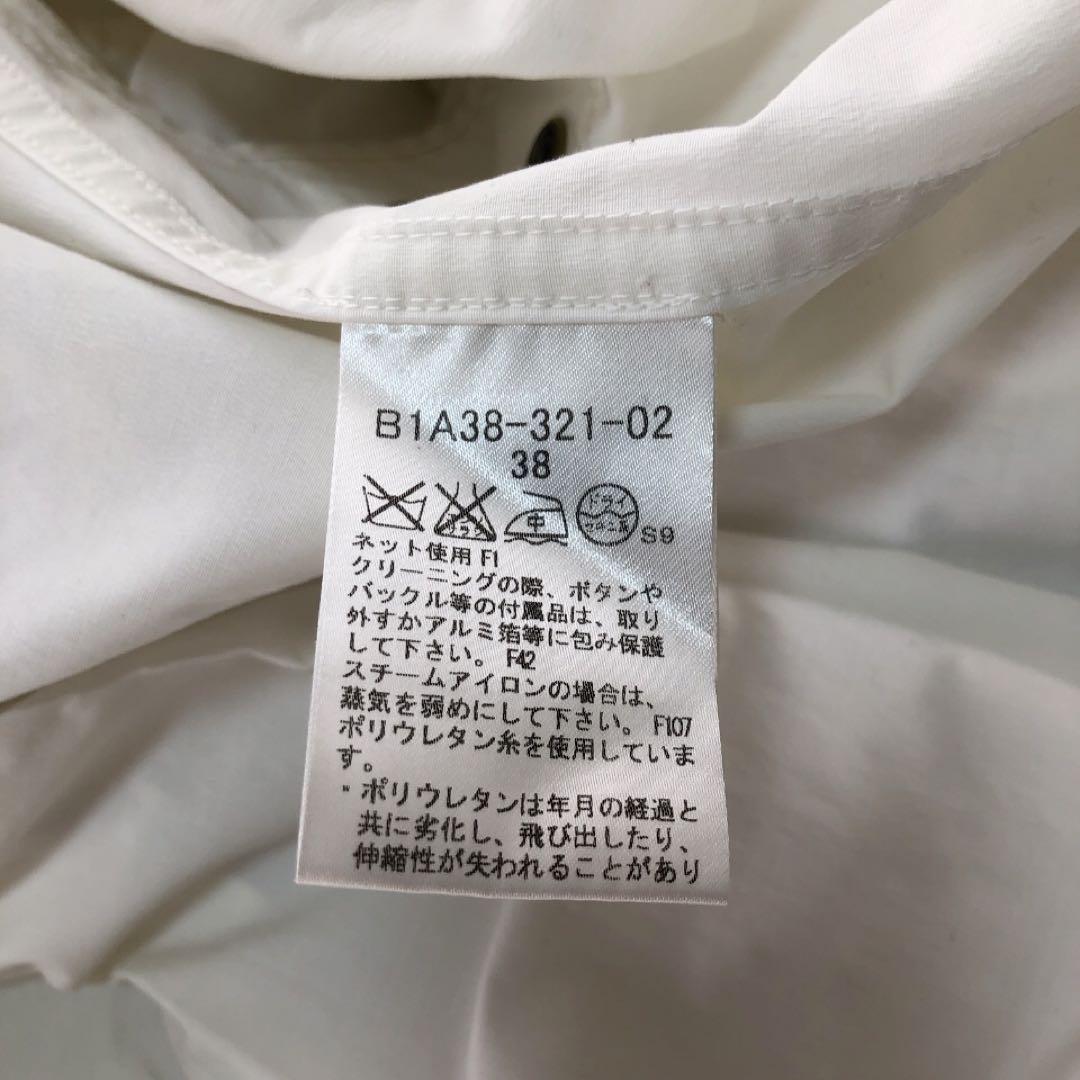 B1A38-321-02
38
中 ドライ
セキユ系 S9
ネット使用 F1
クリーニングの際、ボタンや
バックル等の付属品は、取り
外すかアルミ箔等に包み保護
して下さい。 F42
スチームアイロンの場合は、
蒸気を弱めにして下さい。 F107
ポリウレタン糸を使用していま
す。
・ポリウレタンは年月の経過と
共に劣化し、飛び出したり、
伸縮性が失われることがあり